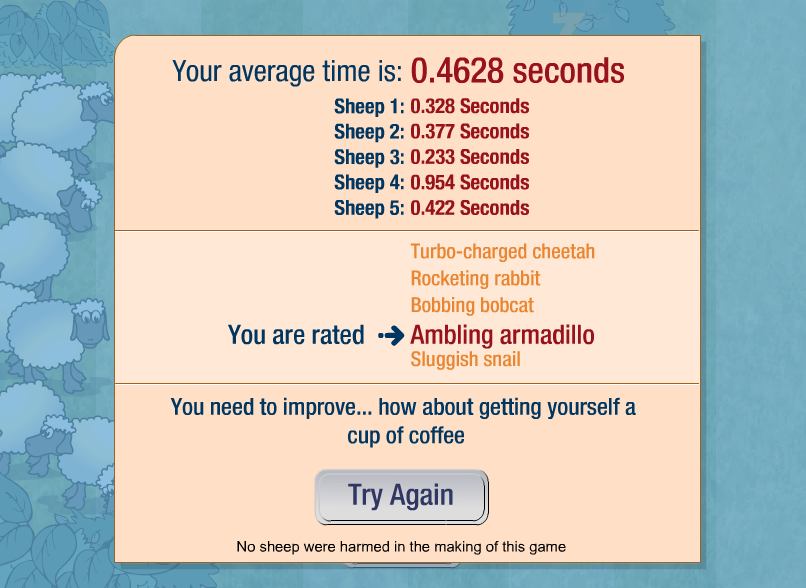 Your average time is: 0.4628 seconds
Sheep 1: 0.328 Seconds
Sheep 2: 0.377 Seconds
Sheep 3: 0.233 Seconds
Sheep 4: 0.954 Seconds
Sheep 5: 0.422 Seconds
Turbo-charged cheetah
Rocketing rabbit
Bobbing bobcat
You are rated Ambling armadillo
Sluggish snail
You need to improve... how about getting yourself a
cup of coffee
Try Again
No sheep were harmed in the making of this game